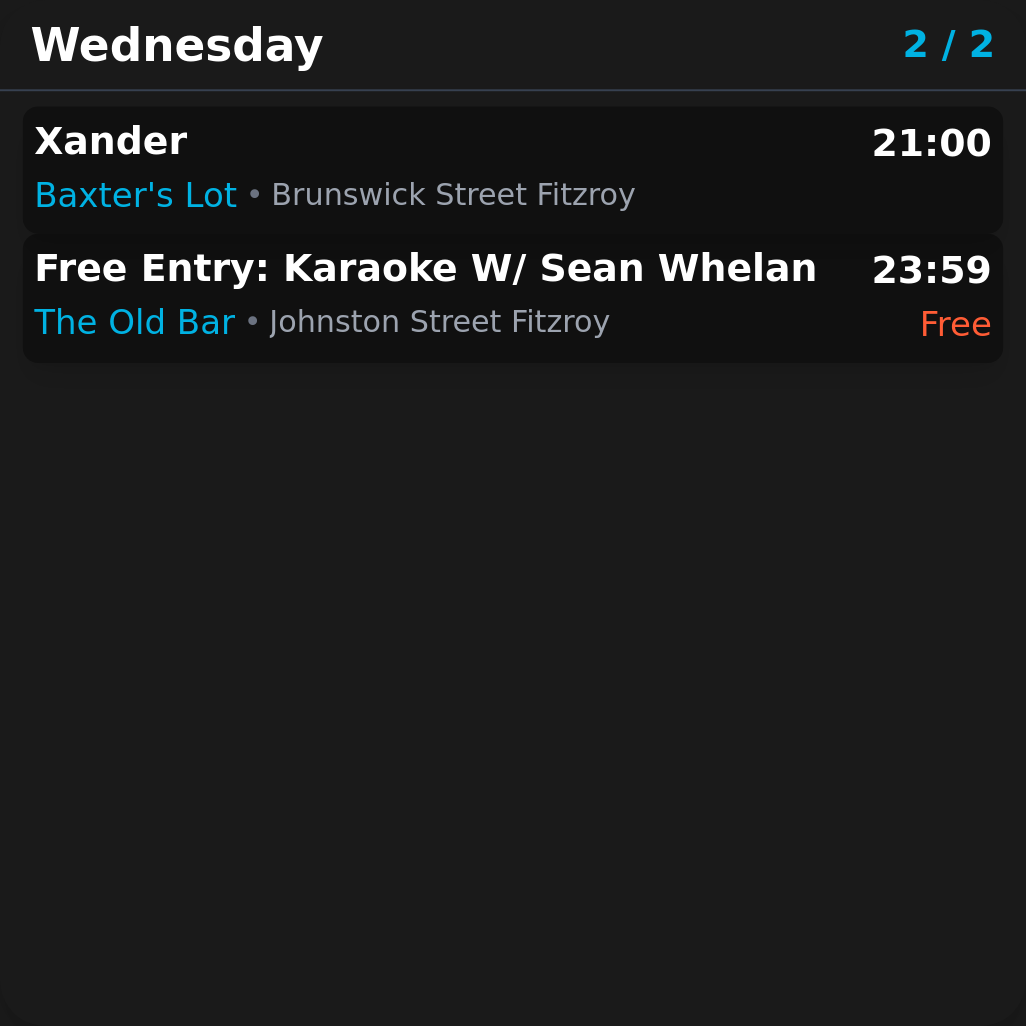 Wednesday 2 / 2
Xander 21:00
Baxter's Lot • Brunswick Street Fitzroy
Free Entry: Karaoke W/ Sean Whelan 23:59
The Old Bar • Johnston Street Fitzroy Free